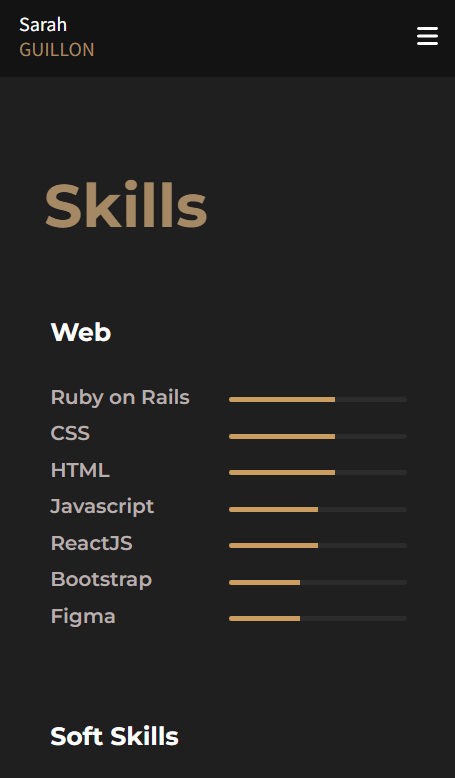 Sarah
GUILLON
Skills
Web
Ruby on Rails
CSS
HTML
Javascript
ReactJS
Bootstrap
Figma
Soft Skills